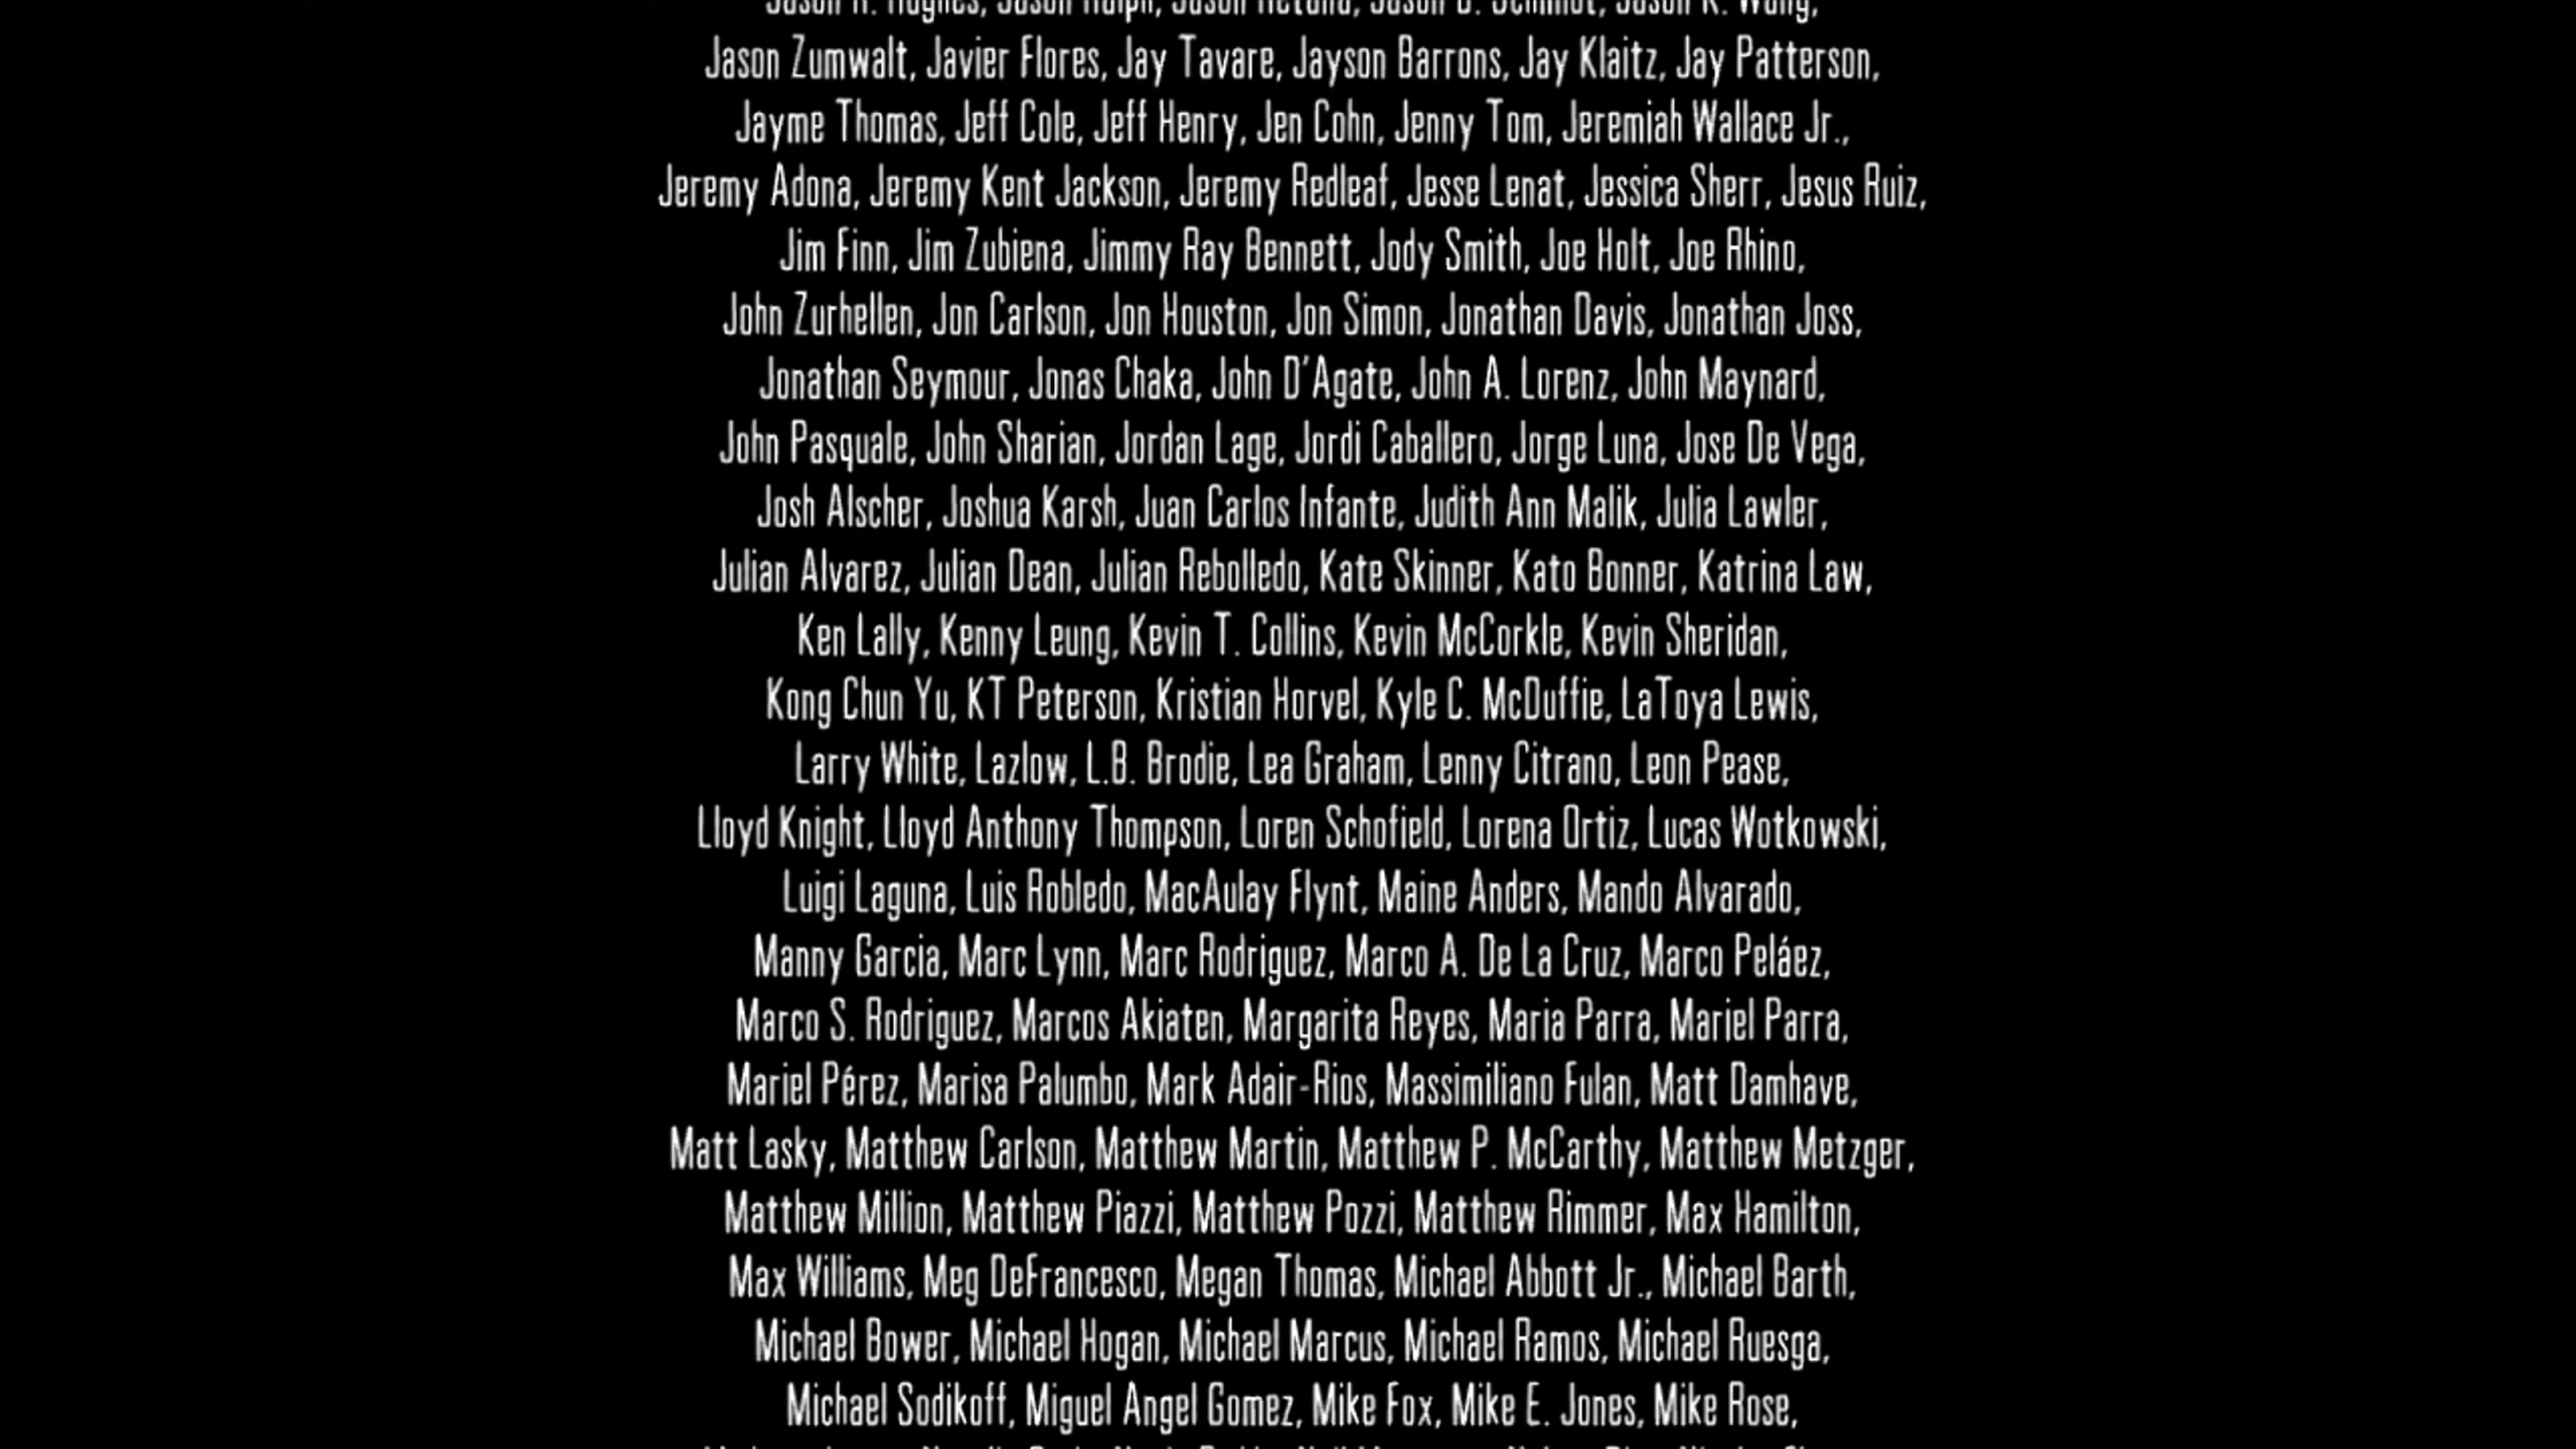 Jason Zumwalt, Javier Flores, Jay Tavare, Jayson Barrons, Jay Klaitz, Jay Patterson,
Jayme Thomas, Jeff Cole, Jeff Henry, Jen Cohn, Jenny Tom, Jeremiah Wallace Jr.,
Jeremy Adona, Jeremy Kent Jackson, Jeremy Redleaf, Jesse Lenat, Jessica Sherr, Jesus Ruiz,
Jim Finn, Jim Zubiena, Jimmy Ray Bennett, Jody Smith, Joe Holt, Joe Rhino,
John Zurhellen, Jon Carlson, Jon Houston, Jon Simon, Jonathan Davis, Jonathan Joss,
Jonathan Seymour, Jonas Chaka, John D'Agate, John A. Lorenz, John Maynard,
John Pasquale, John Sharian, Jordan Lage, Jordi Caballero, Jorge Luna, Jose De Vega,
Josh Alscher, Joshua Karsh, Juan Carlos Infante, Judith Ann Malik, Julia Lawler,
Julian Alvarez, Julian Dean, Julian Rebolledo, Kate Skinner, Kato Bonner, Katrina Law,
Ken Lally, Kenny Leung, Kevin T. Collins, Kevin McCorkle, Kevin Sheridan,
Kong Chun Yu, KT Peterson, Kristian Horvel, Kyle C. McDuffie, LaToya Lewis,
Larry White, Lazlow, L.B. Brodie, Lea Graham, Lenny Citrano, Leon Pease,
Lloyd Knight, Lloyd Anthony Thompson, Loren Schofield, Lorena Ortiz, Lucas Wotkowski,
Luigi Laguna, Luis Robledo, MacAulay Flynt, Maine Anders, Mando Alvarado,
Manny Garcia, Marc Lynn, Marc Rodriguez, Marco A. De La Cruz, Marco Peláez,
Marco S. Rodriguez, Marcos Akiaten, Margarita Reyes, Maria Parra, Mariel Parra,
Mariel Pérez, Marisa Palumbo, Mark Adair-Rios, Massimiliano Fulan, Matt Damhave,
Matt Lasky, Matthew Carlson, Matthew Martin, Matthew P. McCarthy, Matthew Metzger,
Matthew Million, Matthew Piazzi, Matthew Pozzi, Matthew Rimmer, Max Hamilton,
Max Williams, Meg DeFrancesco, Megan Thomas, Michael Abbott Jr., Michael Barth,
Michael Bower, Michael Hogan, Michael Marcus, Michael Ramos, Michael Ruesga,
Michael Sodikoff, Miguel Angel Gomez, Mike Fox, Mike E. Jones, Mike Rose,